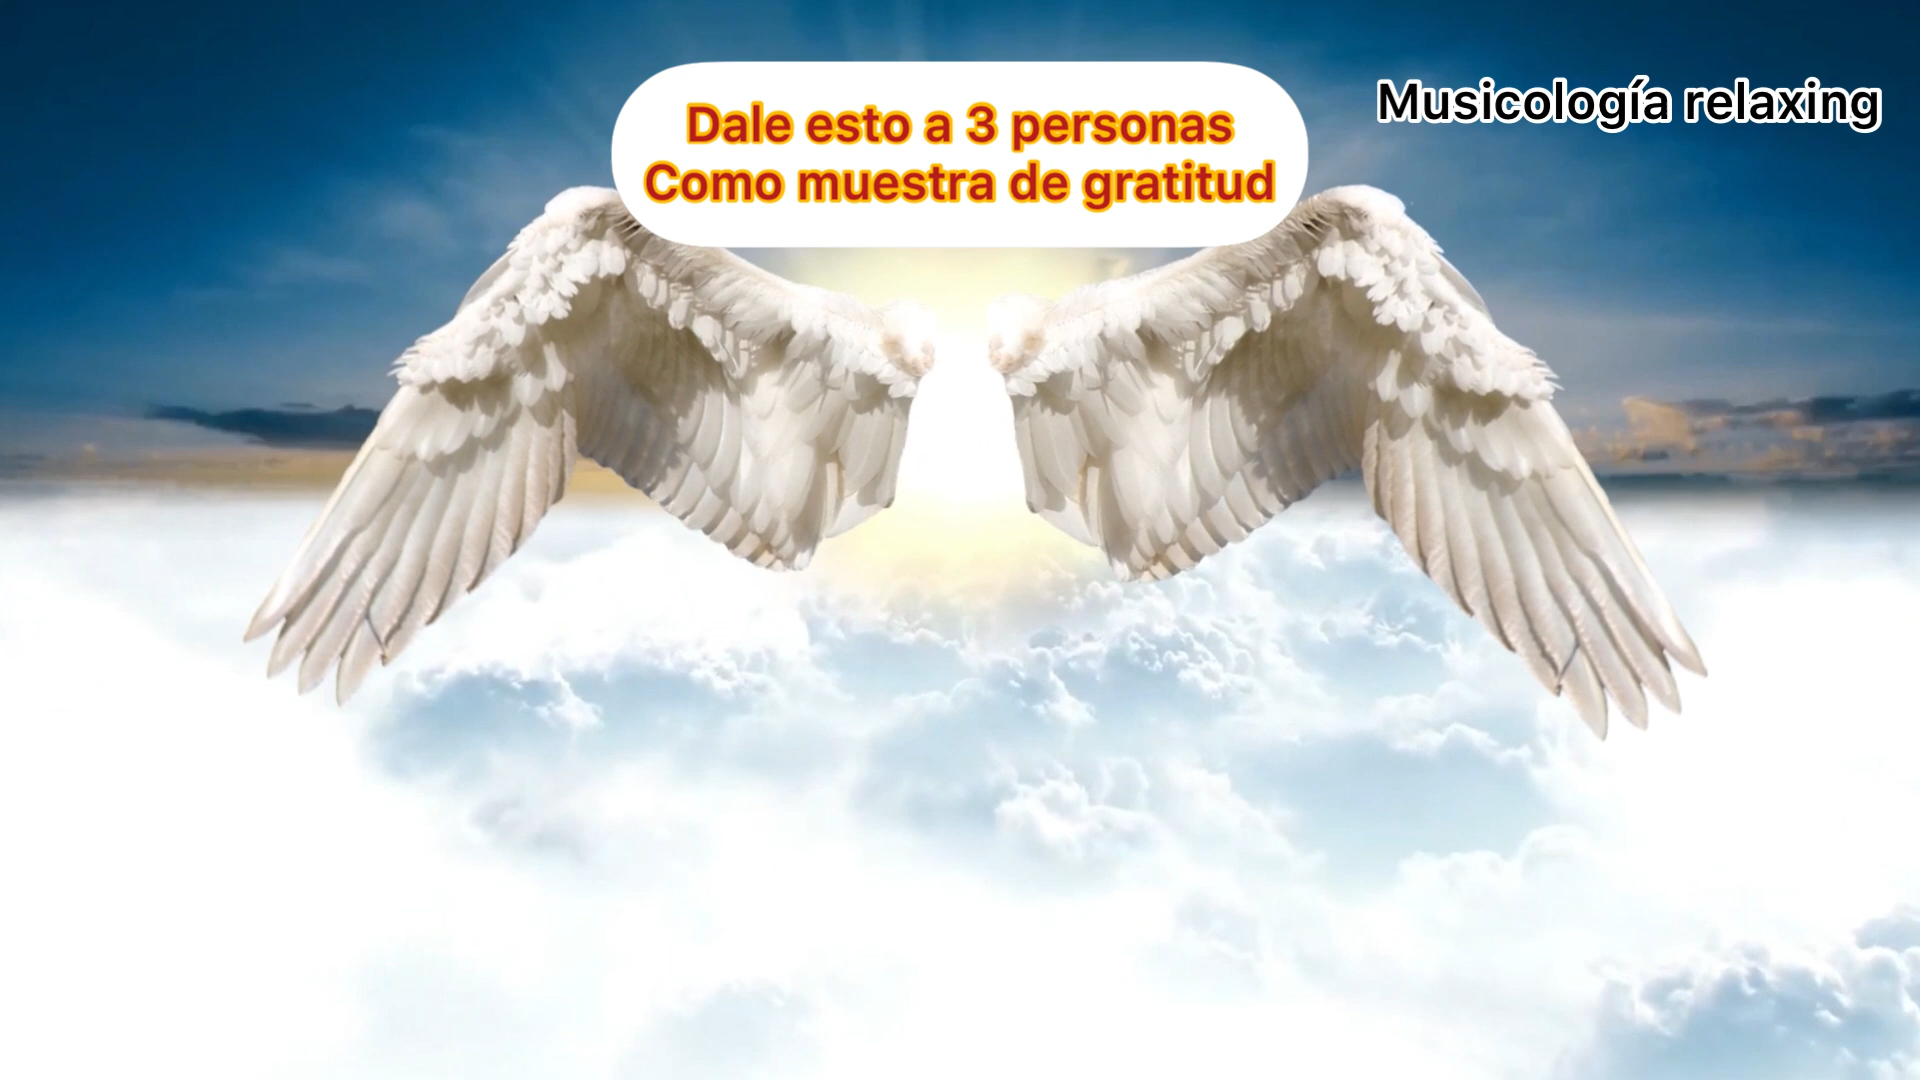 Dale esto a 3 personas
Como muestra de gratitud
Musicología relaxing